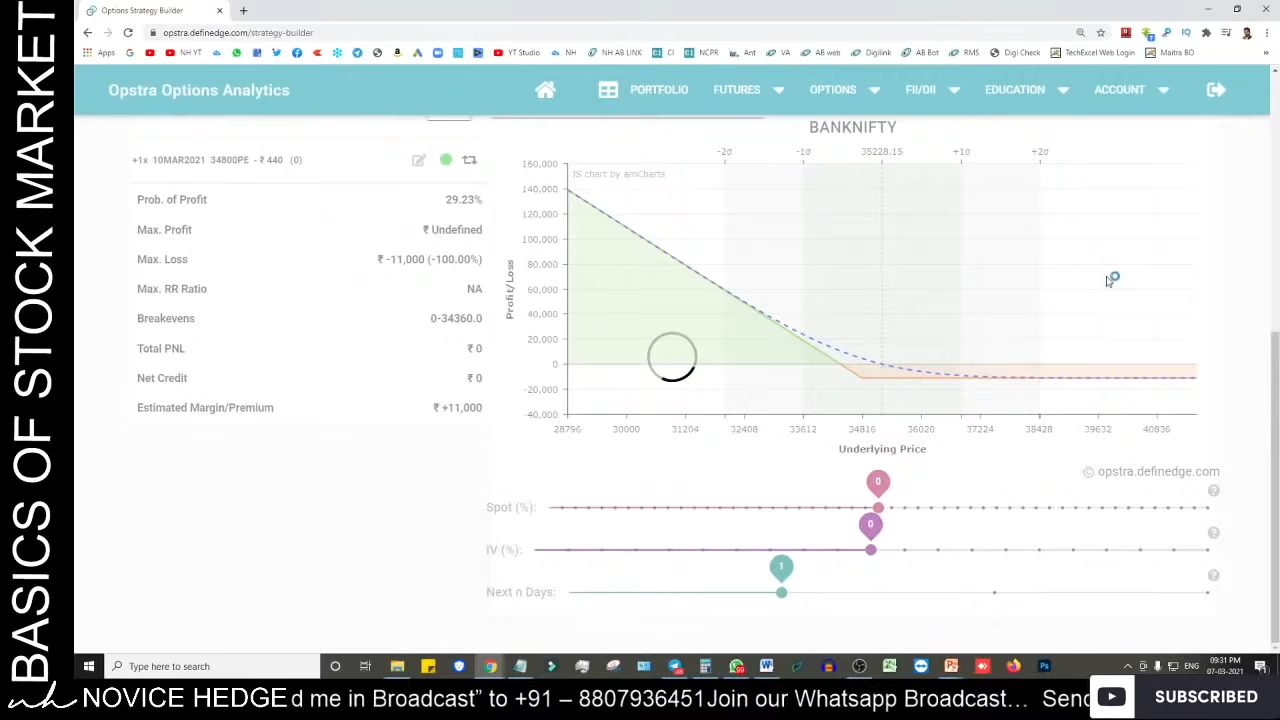 BASICS OF STOCK MARKET
Options Strategy Builder
opstra.definedge.com/strategy-builder
Apps
NH YT
YT Studio
NH
NH AB LINK
CI
NCPR
Ant
VA
AB web
Digilink
AB Bot
RMS
Digi Check
TechExcel Web Login
Maitra BO
Opstra Options Analytics
PORTFOLIO
FUTURES
OPTIONS
FII/DII
EDUCATION
ACCOUNT
BANKNIFTY
+1x 10MAR2021 34800PE - ₹ 440 (0)
Prob. of Profit 29.23%
Max. Profit ₹ Undefined
Max. Loss ₹ -11,000 (-100.00%)
Max. RR Ratio NA
Breakevens 0-34360.0
Total PNL ₹ 0
Net Credit ₹ 0
Estimated Margin/Premium ₹ +11,000
-2σ -1σ 35228.15 +1σ +2σ
JS chart by amCharts
160,000
140,000
120,000
100,000
80,000
60,000
40,000
20,000
0
-20,000
-40,000
Profit/Loss
28796 30000 31204 32408 33612 34816 36020 37224 38428 39632 40836
Underlying Price
© opstra.definedge.com
0
Spot (%):
0
IV (%):
1
Next n Days:
Type here to search
ENG
09:31 PM
07-03-2021
nh NOVICE HEDGE
d me in Broadcast” to +91 – 8807936451Join our Whatsapp Broadcast… Send
SUBSCRIBED